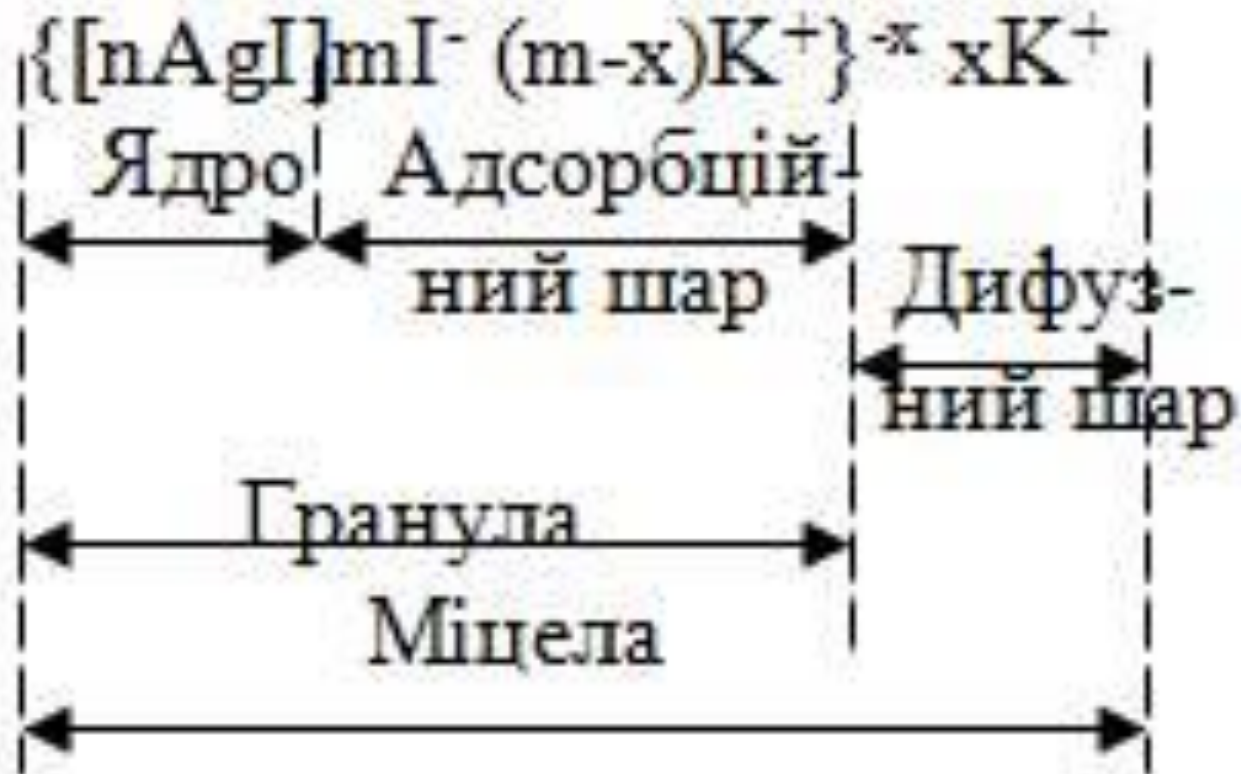 {[nAgI]mI⁻ (m-x)K⁺}⁻ˣ xK⁺
Ядро
Адсорбцій-
ний шар
Дифуз-
ний шар
Гранула
Міцела